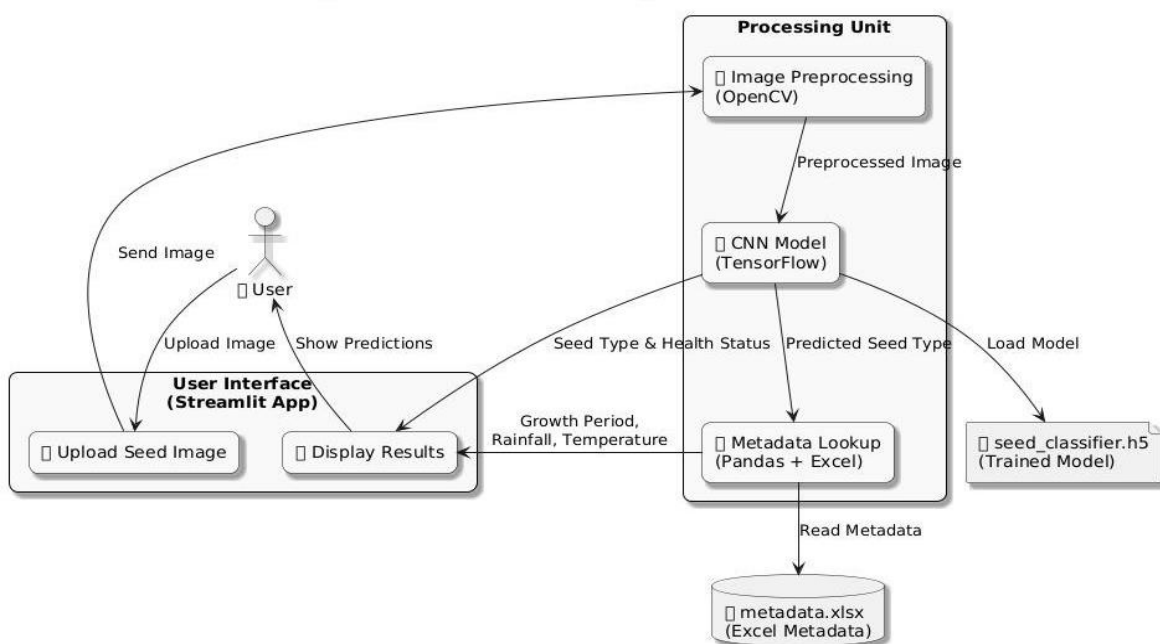 Processing Unit
Image Preprocessing
(OpenCV)
Preprocessed Image
CNN Model
(TensorFlow)
Send Image
User
Upload Image
Show Predictions
Seed Type & Health Status
Predicted Seed Type
Load Model
User Interface
(Streamlit App)
Upload Seed Image
Display Results
Growth Period,
Rainfall, Temperature
Metadata Lookup
(Pandas + Excel)
seed_classifier.h5
(Trained Model)
Read Metadata
metadata.xlsx
(Excel Metadata)